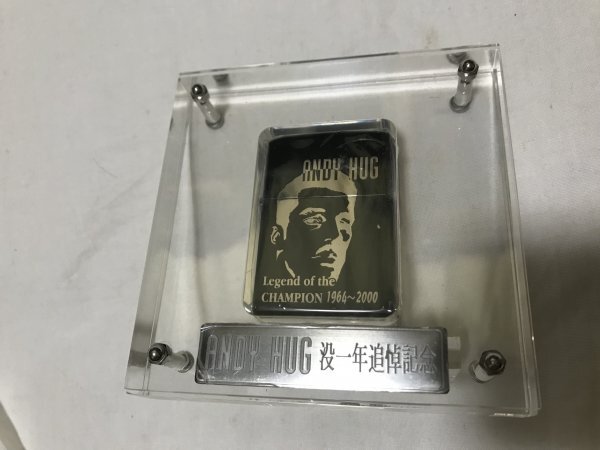 ANDY HUG
Legend of the
CHAMPION 1964～2000
ANDY HUG 没一年追悼記念